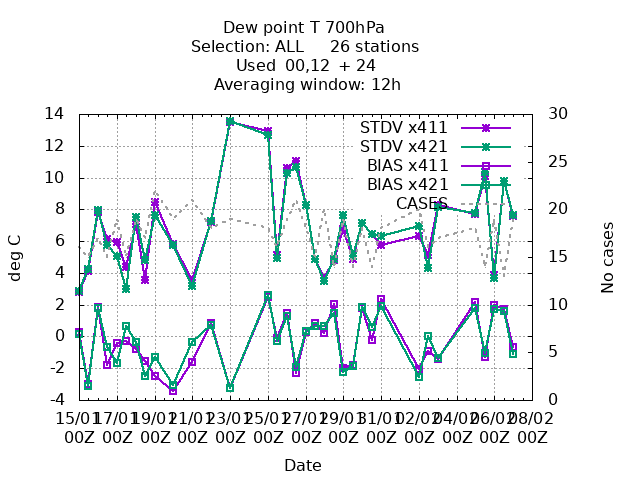 Dew point T 700hPa
Selection: ALL 26 stations
Used 00,12 + 24
Averaging window: 12h
14 30
STDV x411
STDV x421
12 25
BIAS x411
10
BIAS x421
CASES
8 20
6 15
4
2 10
0
5
-2
-4 0
deg C
No cases
15/01 17/01 19/01 21/01 23/01 25/01 27/01 29/01 31/01 02/02 04/02 06/02 08/02
00Z 00Z 00Z 00Z 00Z 00Z 00Z 00Z 00Z 00Z 00Z 00Z 00Z
Date